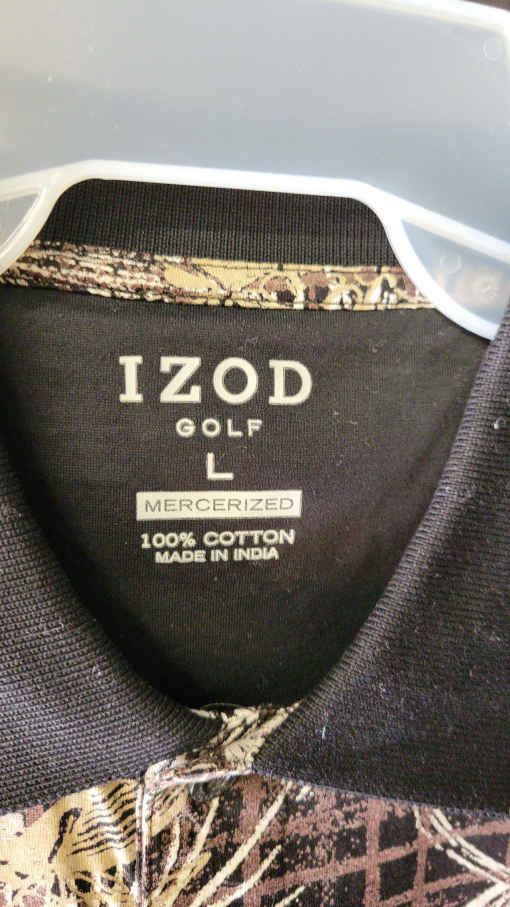 IZOD
GOLF
L
MERCERIZED
100% COTTON
MADE IN INDIA